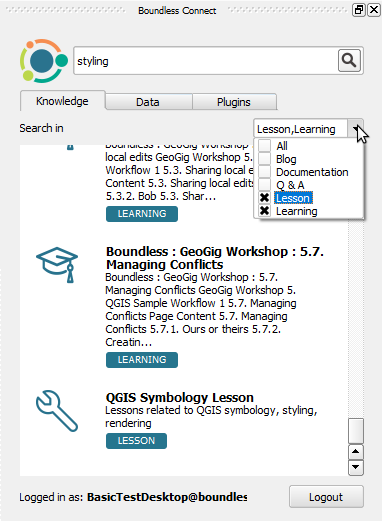 Boundless Connect
styling
Knowledge Data Plugins
Search in Lesson,Learning
All
Blog
Documentation
Q & A
Lesson
Learning
Boundless : GeoGig Workshop 5.
local edits GeoGig Workshop 5.
Workflow 1 5.3. Sharing local e
Content 5.3. Sharing local edits
5.3.2. Bob 5.3. Shar...
LEARNING
Boundless : GeoGig Workshop : 5.7.
Managing Conflicts
Boundless : GeoGig Workshop : 5.7.
Managing Conflicts GeoGig Workshop 5.
QGIS Sample Workflow 1 5.7. Managing
Conflicts Page Content 5.7. Managing
Conflicts 5.7.1. Ours or theirs 5.7.2.
Creatin...
LEARNING
QGIS Symbology Lesson
Lessons related to QGIS symbology, styling,
rendering
LESSON
Logged in as: BasicTestDesktop@boundles Logout